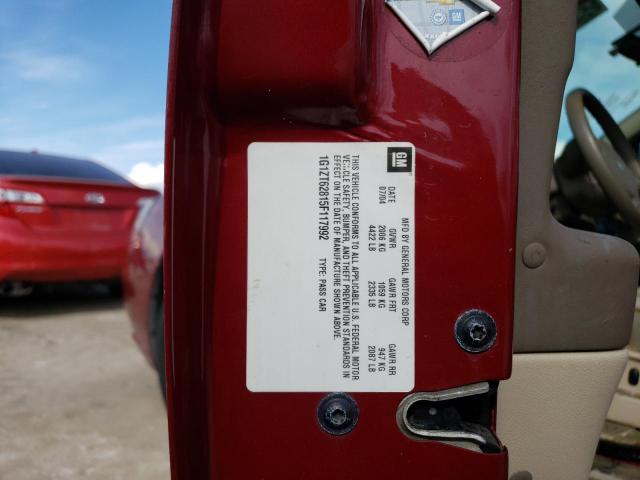 GM
MFD BY GENERAL MOTORS CORP
DATE GVWR GAWR FRT GAWR RR
07/04 2006 KG 1059 KG 947 KG
4422 LB 2335 LB 2087 LB
THIS VEHICLE CONFORMS TO ALL APPLICABLE U.S. FEDERAL MOTOR
VEHICLE SAFETY, BUMPER, AND THEFT PREVENTION STANDARDS IN
EFFECT ON THE DATE OF MANUFACTURE SHOWN ABOVE.
1G1ZT62815F117992 TYPE: PASS CAR